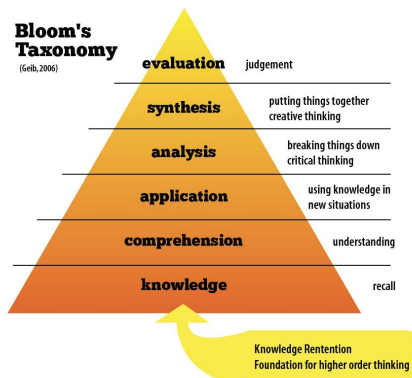 Bloom's
Taxonomy
(Geib, 2006)
evaluation judgement
synthesis putting things together
creative thinking
analysis breaking things down
critical thinking
application using knowledge in
new situations
comprehension understanding
knowledge recall
Knowledge Rentention
Foundation for higher order thinking